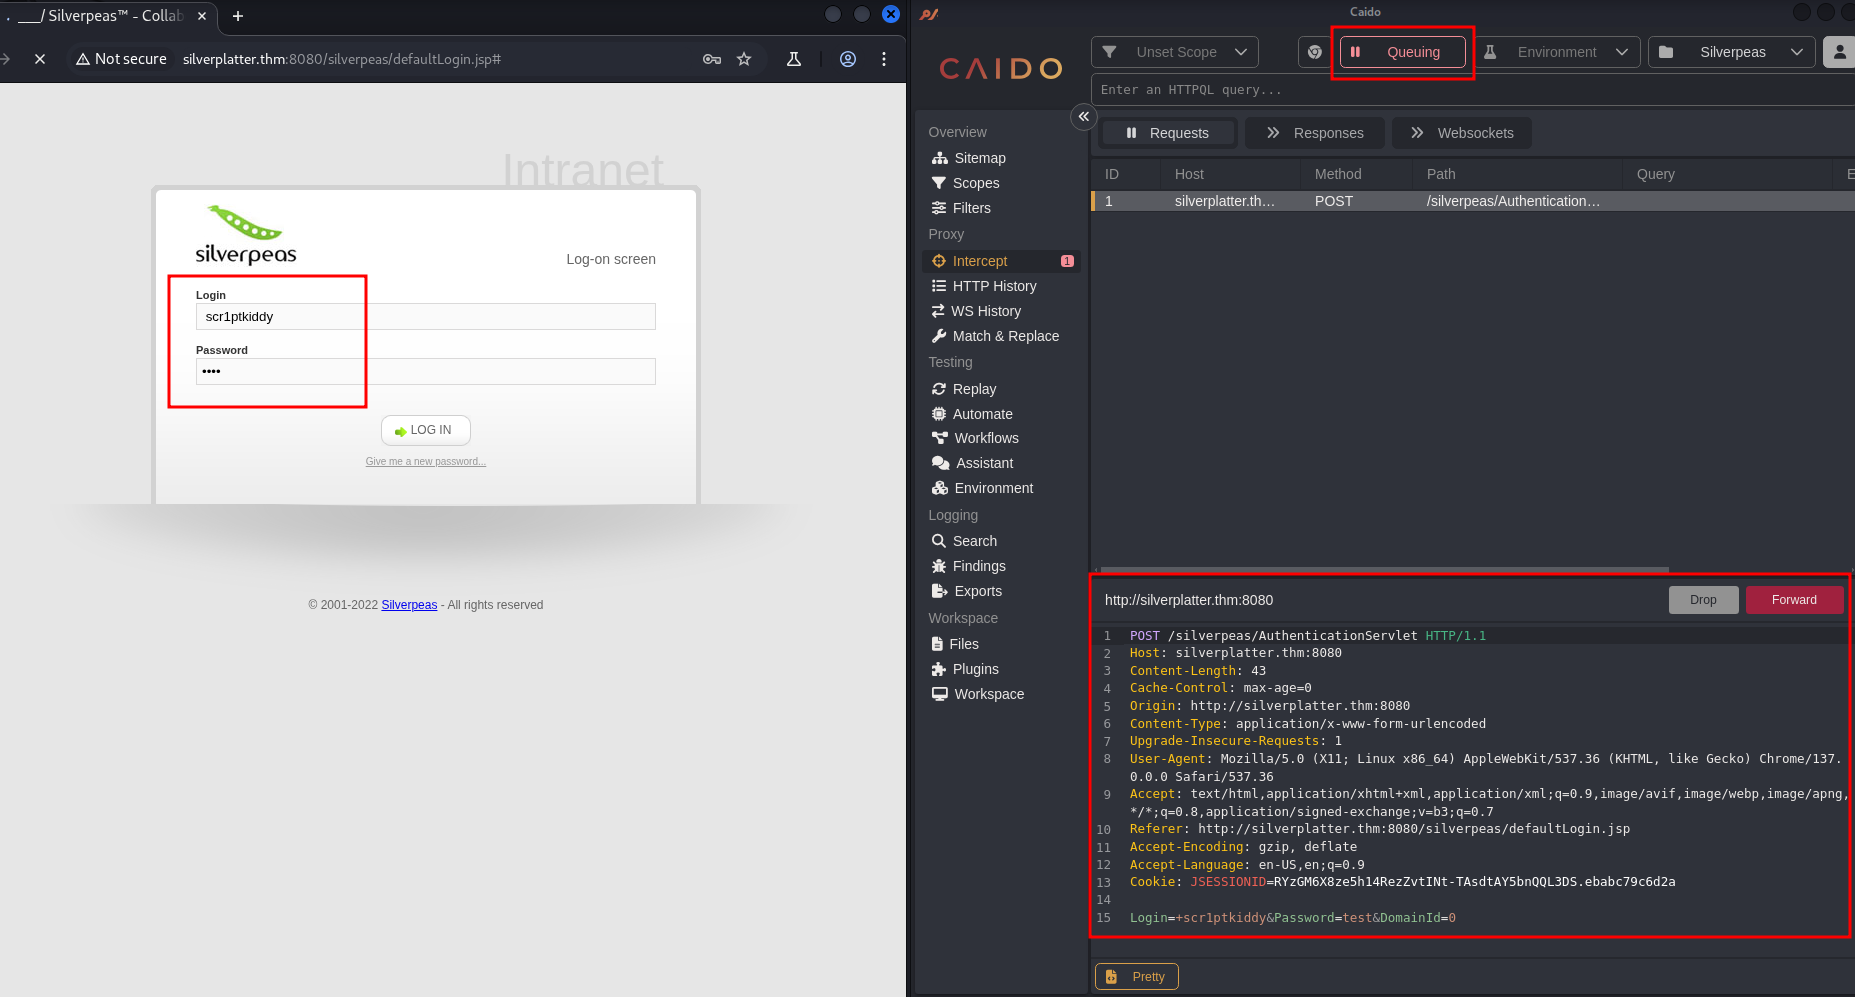 ___/ Silverpeas™ - Collab
Not secure silverplatter.thm:8080/silverpeas/defaultLogin.jsp#
Intranet
silverpeas
Log-on screen
Login
scr1ptkiddy
Password
••••
LOG IN
Give me a new password...
© 2001-2022 Silverpeas - All rights reserved
Caido
CAIDO
Unset Scope
Queuing
Environment
Silverpeas
Enter an HTTPQL query...
Overview
Sitemap
Scopes
Filters
Proxy
Intercept 1
HTTP History
WS History
Match & Replace
Testing
Replay
Automate
Workflows
Assistant
Environment
Logging
Search
Findings
Exports
Workspace
Files
Plugins
Workspace
Requests Responses Websockets
ID Host Method Path Query E
1 silverplatter.th... POST /silverpeas/Authentication...
http://silverplatter.thm:8080 Drop Forward
1 POST /silverpeas/AuthenticationServlet HTTP/1.1
2 Host: silverplatter.thm:8080
3 Content-Length: 43
4 Cache-Control: max-age=0
5 Origin: http://silverplatter.thm:8080
6 Content-Type: application/x-www-form-urlencoded
7 Upgrade-Insecure-Requests: 1
8 User-Agent: Mozilla/5.0 (X11; Linux x86_64) AppleWebKit/537.36 (KHTML, like Gecko) Chrome/137.
0.0.0 Safari/537.36
9 Accept: text/html,application/xhtml+xml,application/xml;q=0.9,image/avif,image/webp,image/apng,
*/*;q=0.8,application/signed-exchange;v=b3;q=0.7
10 Referer: http://silverplatter.thm:8080/silverpeas/defaultLogin.jsp
11 Accept-Encoding: gzip, deflate
12 Accept-Language: en-US,en;q=0.9
13 Cookie: JSESSIONID=RYzGM6X8ze5h14RezZvtINt-TAsdtAY5bnQQL3DS.ebabc79c6d2a
14
15 Login=+scr1ptkiddy&Password=test&DomainId=0
Pretty